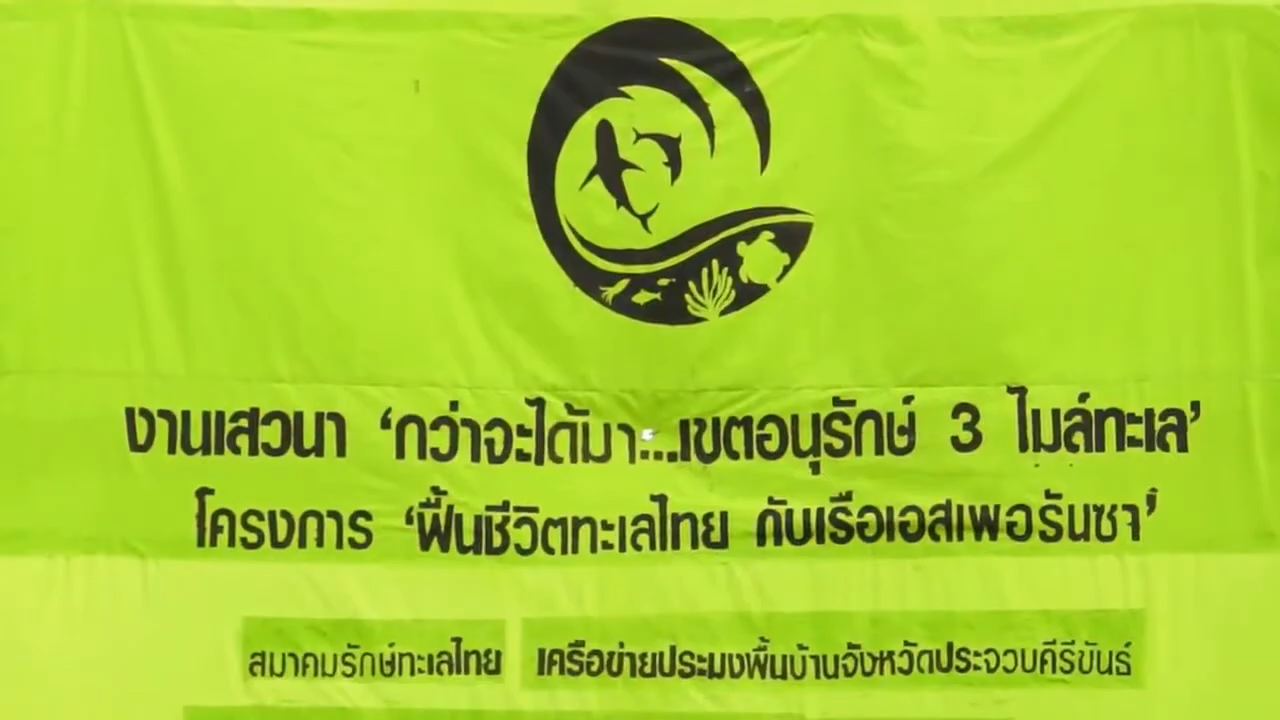 งานเสวนา ‘กว่าจะได้มา...เขตอนุรักษ์ 3 ไมล์ทะเล’
โครงการ ‘ฟื้นชีวิตทะเลไทย กับเรือเอสเพอรันซา’
สมาคมรักษ์ทะเลไทย เครือข่ายประมงพื้นบ้านจังหวัดประจวบคีรีขันธ์